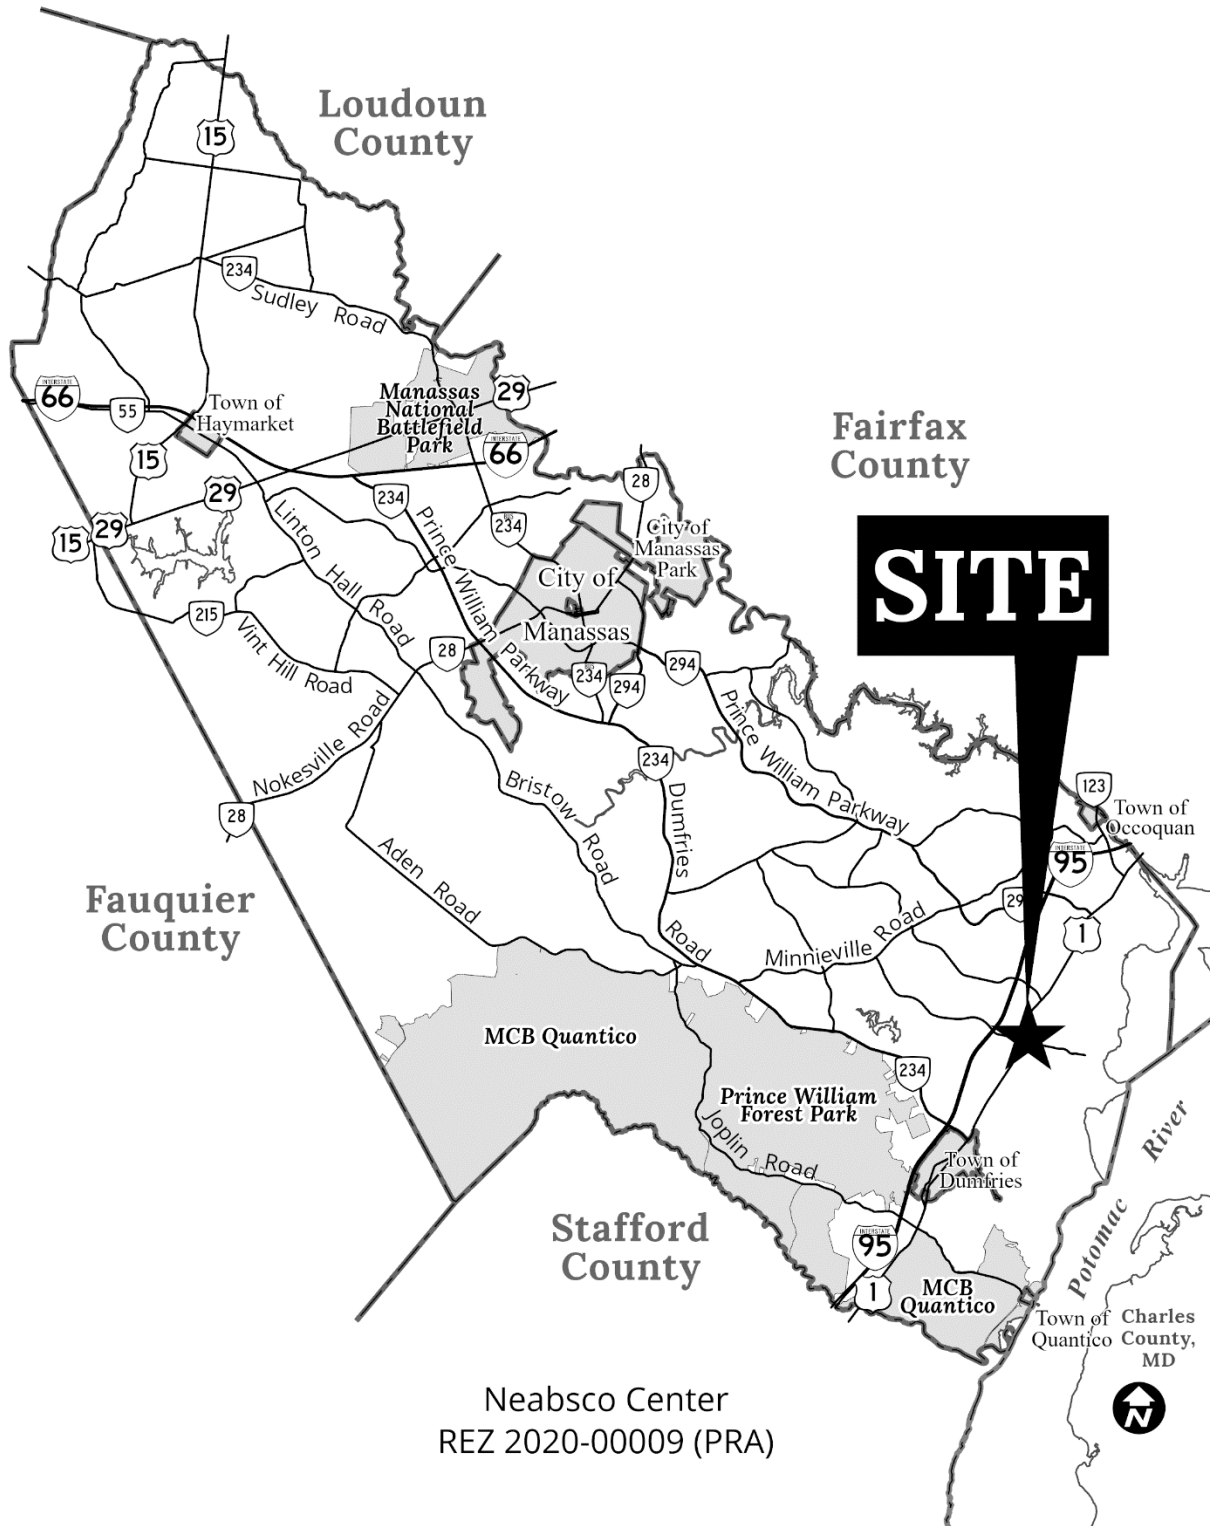 Loudoun
County
15
234
Sudley Road
INTERSTATE
66
55
Town of
Haymarket
Manassas
National
Battlefield
Park
29
INTERSTATE
66
Fairfax
County
15
29
234
28
15
29
Linton Hall Road
Prince William Parkway
234
City of
Manassas
Park
SITE
City of
Manassas
215
Vint Hill Road
28
234
294
294
Nokesville Road
28
Bristow Road
234
Dumfries Road
Prince William Parkway
123
Town of
Occoquan
INTERSTATE
95
Aden Road
Fauquier
County
Minnieville Road
29
1
MCB Quantico
234
Prince William
Forest Park
Joplin Road
Town of
Dumfries
River
Potomac
Stafford
County
INTERSTATE
95
1
MCB
Quantico
Town of
Quantico
Charles
County,
MD
N
Neabsco Center
REZ 2020-00009 (PRA)